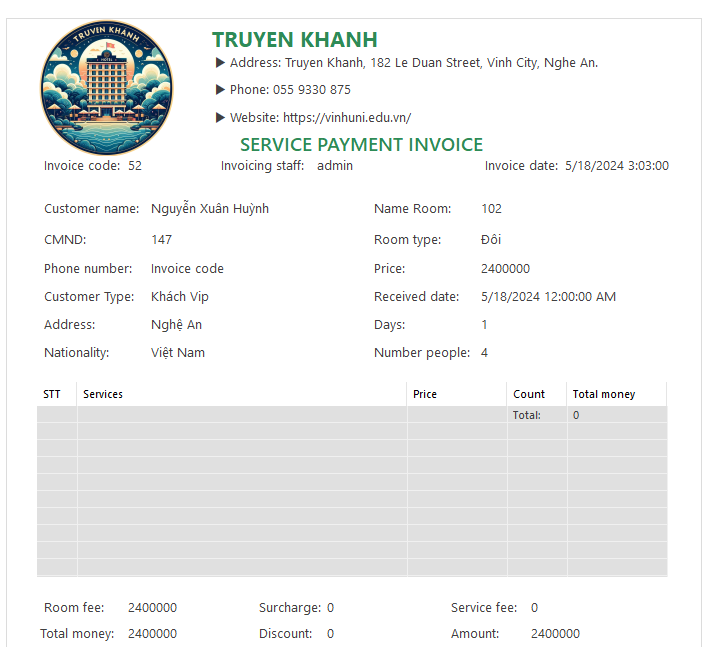 TRUYEN KHANH
HOTEL
TRUYEN KHANH
▶ Address: Truyen Khanh, 182 Le Duan Street, Vinh City, Nghe An.
▶ Phone: 055 9330 875
▶ Website: https://vinhuni.edu.vn/
SERVICE PAYMENT INVOICE
Invoice code: 52 Invoicing staff: admin Invoice date: 5/18/2024 3:03:00
Customer name: Nguyễn Xuân Huỳnh Name Room: 102
CMND: 147 Room type: Đôi
Phone number: Invoice code Price: 2400000
Customer Type: Khách Vip Received date: 5/18/2024 12:00:00 AM
Address: Nghệ An Days: 1
Nationality: Việt Nam Number people: 4
STT Services Price Count Total money
Total: 0
Room fee: 2400000 Surcharge: 0 Service fee: 0
Total money: 2400000 Discount: 0 Amount: 2400000